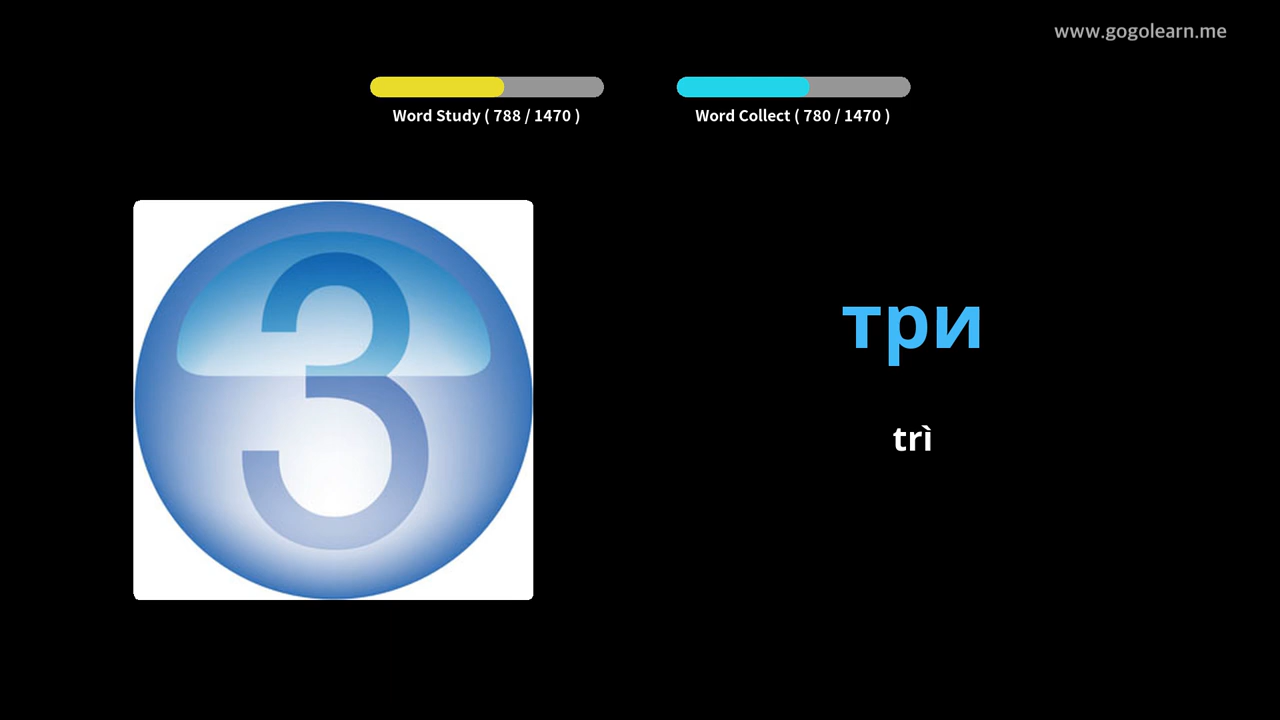 www.gogolearn.me
Word Study ( 788 / 1470 )
Word Collect ( 780 / 1470 )
3
три
trì